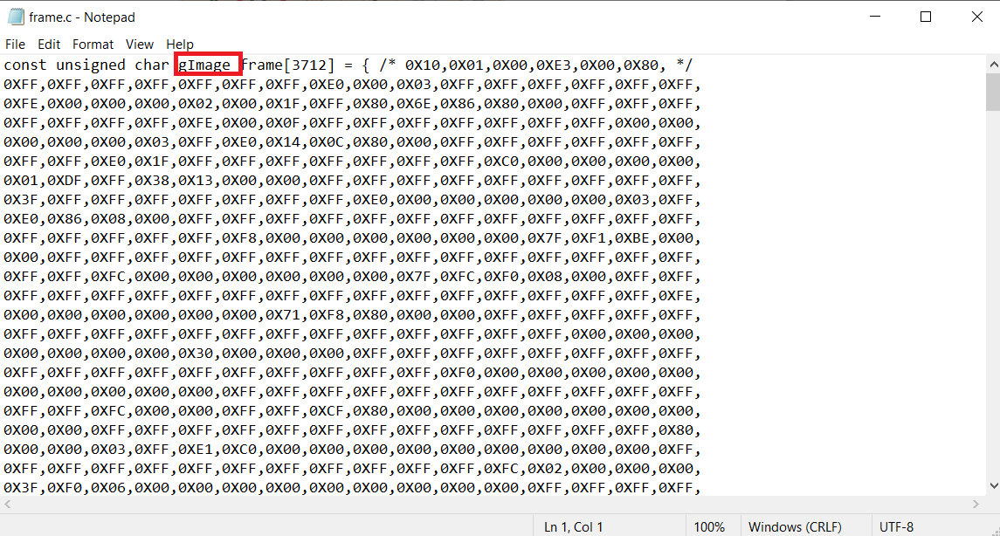 frame.c - Notepad
File Edit Format View Help
const unsigned char gImage_frame[3712] = { /* 0X10,0X01,0X00,0XE3,0X00,0X80, */
0XFF,0XFF,0XFF,0XFF,0XFF,0XFF,0XFF,0XE0,0X00,0X03,0XFF,0XFF,0XFF,0XFF,0XFF,0XFF,
0XFE,0X00,0X00,0X00,0X02,0X00,0X1F,0XFF,0X80,0X6E,0X86,0X80,0X00,0XFF,0XFF,0XFF,
0XFF,0XFF,0XFF,0XFF,0XFE,0X00,0X0F,0XFF,0XFF,0XFF,0XFF,0XFF,0XFF,0XFF,0X00,0X00,
0X00,0X00,0X00,0X03,0XFF,0XE0,0X14,0X0C,0X80,0X00,0XFF,0XFF,0XFF,0XFF,0XFF,0XFF,
0XFF,0XFF,0XE0,0X1F,0XFF,0XFF,0XFF,0XFF,0XFF,0XFF,0XFF,0XC0,0X00,0X00,0X00,0X00,
0X01,0XDF,0XFF,0X38,0X13,0X00,0X00,0XFF,0XFF,0XFF,0XFF,0XFF,0XFF,0XFF,0XFF,0XFF,
0X3F,0XFF,0XFF,0XFF,0XFF,0XFF,0XFF,0XFF,0XE0,0X00,0X00,0X00,0X00,0X00,0X03,0XFF,
0XE0,0X86,0X08,0X00,0XFF,0XFF,0XFF,0XFF,0XFF,0XFF,0XFF,0XFF,0XFF,0XFF,0XFF,0XFF,
0XFF,0XFF,0XFF,0XFF,0XFF,0XF8,0X00,0X00,0X00,0X00,0X00,0X00,0X7F,0XF1,0XBE,0X00,
0X00,0XFF,0XFF,0XFF,0XFF,0XFF,0XFF,0XFF,0XFF,0XFF,0XFF,0XFF,0XFF,0XFF,0XFF,0XFF,
0XFF,0XFF,0XFC,0X00,0X00,0X00,0X00,0X00,0X00,0X7F,0XFC,0XF0,0X08,0X00,0XFF,0XFF,
0XFF,0XFF,0XFF,0XFF,0XFF,0XFF,0XFF,0XFF,0XFF,0XFF,0XFF,0XFF,0XFF,0XFF,0XFF,0XFE,
0X00,0X00,0X00,0X00,0X00,0X00,0X71,0XF8,0X80,0X00,0X00,0XFF,0XFF,0XFF,0XFF,0XFF,
0XFF,0XFF,0XFF,0XFF,0XFF,0XFF,0XFF,0XFF,0XFF,0XFF,0XFF,0XFF,0XFF,0X00,0X00,0X00,
0X00,0X00,0X00,0X00,0X30,0X00,0X00,0X00,0XFF,0XFF,0XFF,0XFF,0XFF,0XFF,0XFF,0XFF,
0XFF,0XFF,0XFF,0XFF,0XFF,0XFF,0XFF,0XFF,0XFF,0XFF,0XF0,0X00,0X00,0X00,0X00,0X00,
0X00,0X00,0X00,0X00,0X00,0XFF,0XFF,0XFF,0XFF,0XFF,0XFF,0XFF,0XFF,0XFF,0XFF,0XFF,
0XFF,0XFF,0XFC,0X00,0X00,0XFF,0XFF,0XCF,0X80,0X00,0X00,0X00,0X00,0X00,0X00,0X00,
0X00,0X00,0XFF,0XFF,0XFF,0XFF,0XFF,0XFF,0XFF,0XFF,0XFF,0XFF,0XFF,0XFF,0XFF,0X80,
0X00,0X00,0X03,0XFF,0XE1,0XC0,0X00,0X00,0X00,0X00,0X00,0X00,0X00,0X00,0X00,0XFF,
0XFF,0XFF,0XFF,0XFF,0XFF,0XFF,0XFF,0XFF,0XFF,0XFF,0XFF,0XFC,0X02,0X00,0X00,0X00,
0X3F,0XF0,0X06,0X00,0X00,0X00,0X00,0X00,0X00,0X00,0X00,0X00,0XFF,0XFF,0XFF,0XFF,
Ln 1, Col 1 100% Windows (CRLF) UTF-8